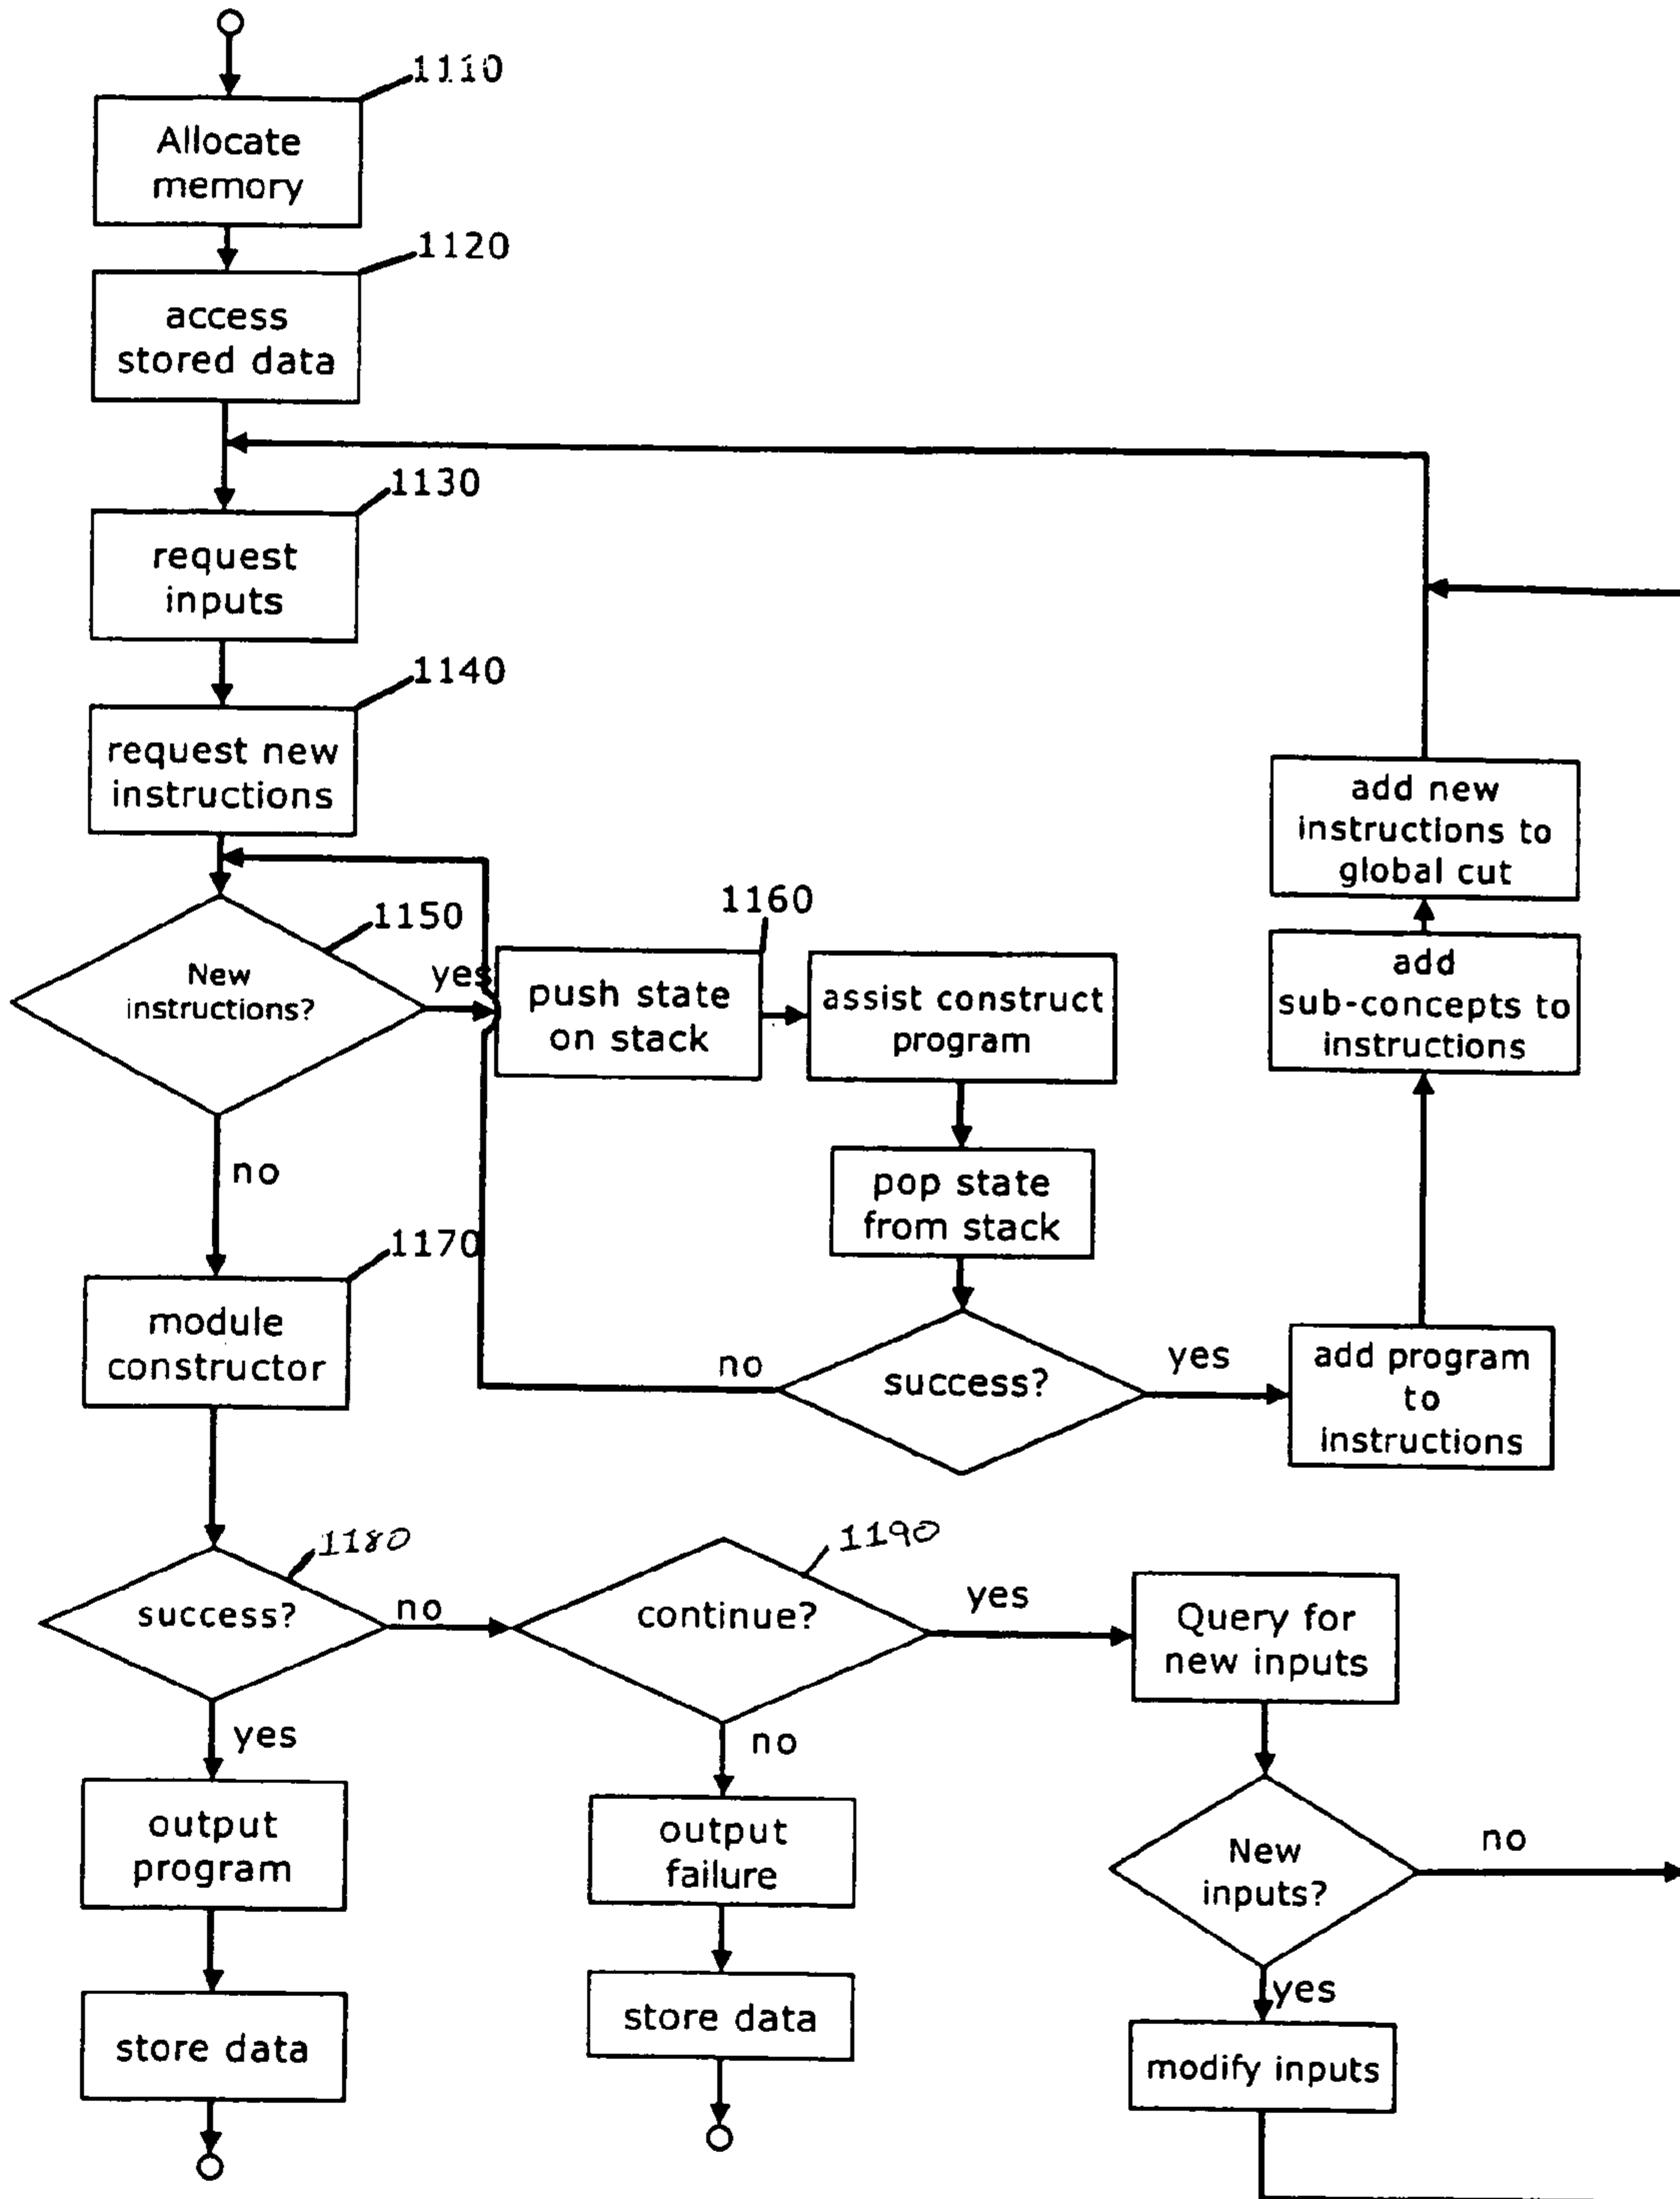 1110
Allocate
memory
1120
access
stored data
1130
request
inputs
1140
request new
instructions
1150
New
instructions?
yes
no
1160
push state
on stack
assist construct
program
pop state
from stack
success?
no
yes
add program
to
instructions
add
sub-concepts to
instructions
add new
instructions to
global cut
1170
module
constructor
1180
success?
no
yes
output
program
store data
1190
continue?
yes
no
output
failure
store data
Query for
new inputs
New
inputs?
no
yes
modify inputs